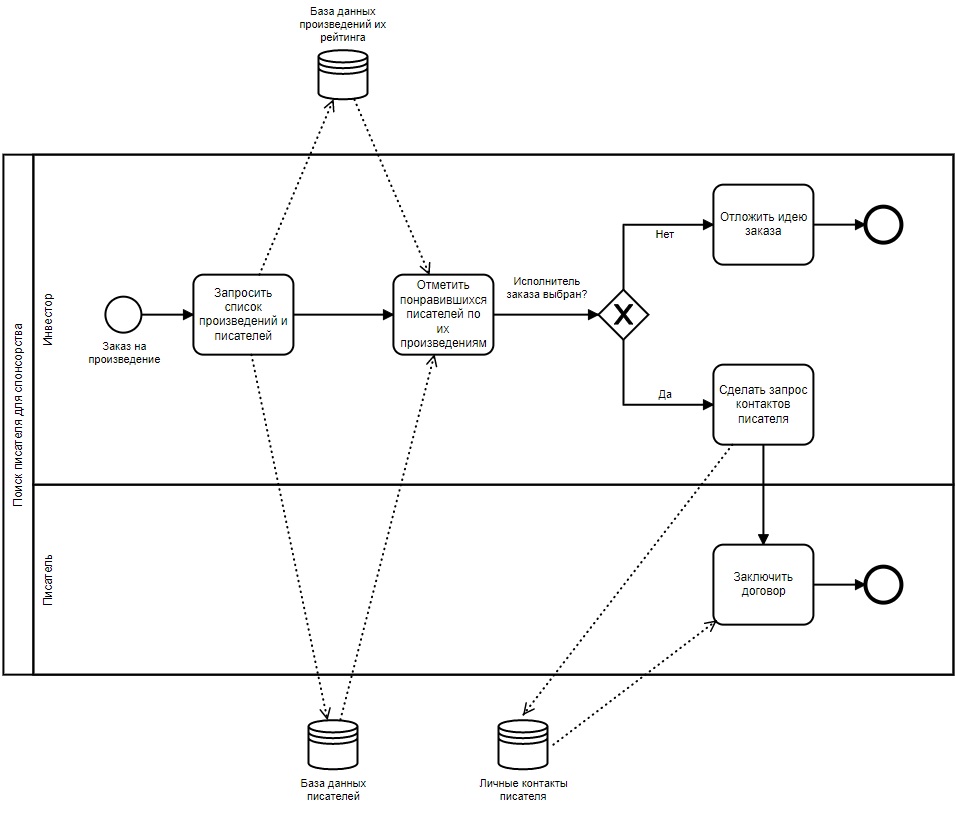 База данных
произведений их
рейтинга
Поиск писателя для спонсорства
Инвестор
Заказ на
произведение
Запросить
список
произведений и
писателей
Отметить
понравившихся
писателей по
их
произведениям
Исполнитель
заказа выбран?
Нет
Отложить идею
заказа
Да
Сделать запрос
контактов
писателя
Писатель
Заключить
договор
База данных
писателей
Личные контакты
писателя